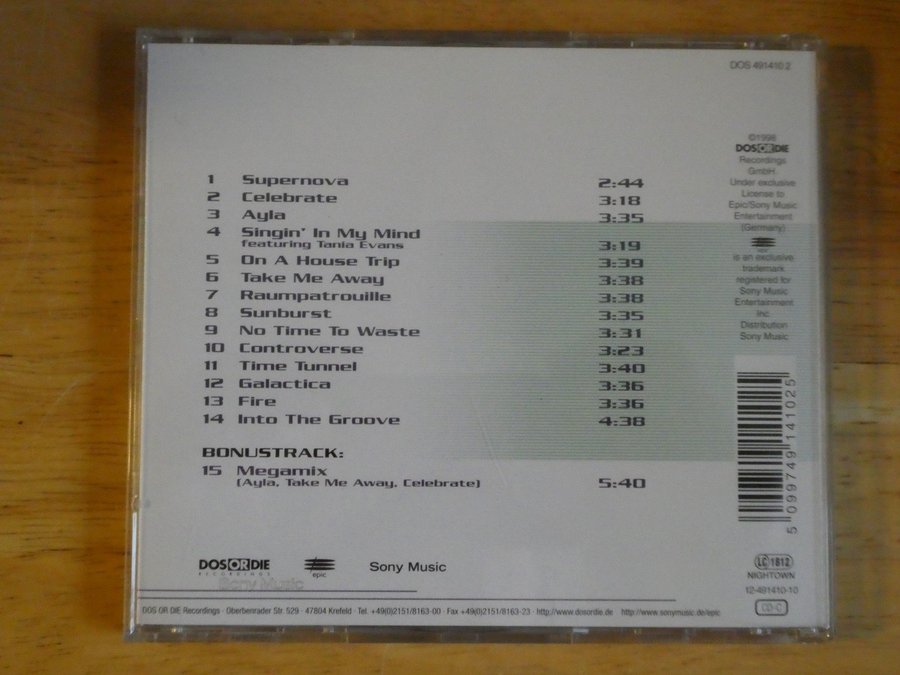 DOS 491410 2
©1998
DOS OR DIE
Recordings
GmbH.
Under exclusive
License to
Epic/Sony Music
Entertainment
(Germany)
is an exclusive
trademark
registered for
Sony Music
Entertainment
Inc.
Distribution
Sony Music
1 Supernova 2:44
2 Celebrate 3:18
3 Ayla 3:35
4 Singin' In My Mind
featuring Tania Evans 3:19
5 On A House Trip 3:39
6 Take Me Away 3:38
7 Raumpatrouille 3:38
8 Sunburst 3:35
9 No Time To Waste 3:31
10 Controverse 3:23
11 Time Tunnel 3:40
12 Galactica 3:36
13 Fire 3:36
14 Into The Groove 4:38
BONUSTRACK:
15 Megamix
(Ayla, Take Me Away, Celebrate) 5:40
5 099749 141025
DOS OR DIE
RECORDINGS
epic
Sony Music
Sony Music
LC 1812
NIGHTOWN
12-491410-10
CD-C
DOS OR DIE Recordings · Oberbenrader Str. 529 · 47804 Krefeld · Tel. +49(0)2151/8163-00 · Fax +49(0)2151/8163-23 · http://www.dosordie.de http://www.sonymusic.de/epic